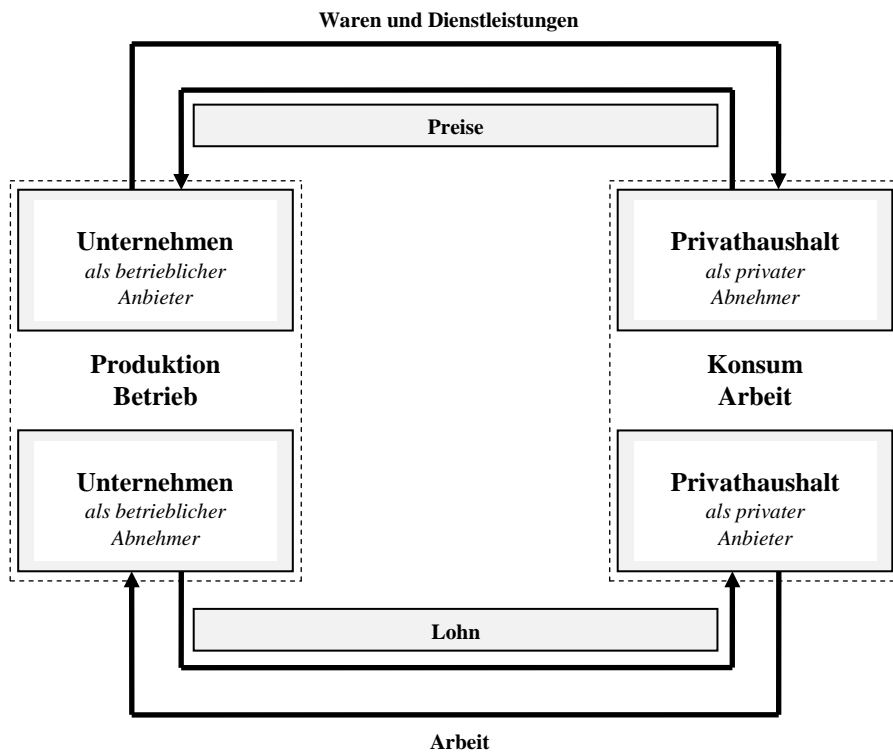 Waren und Dienstleistungen
Preise
Unternehmen
als betrieblicher
Anbieter
Privathaushalt
als privater
Abnehmer
Produktion
Betrieb
Konsum
Arbeit
Unternehmen
als betrieblicher
Abnehmer
Privathaushalt
als privater
Anbieter
Lohn
Arbeit